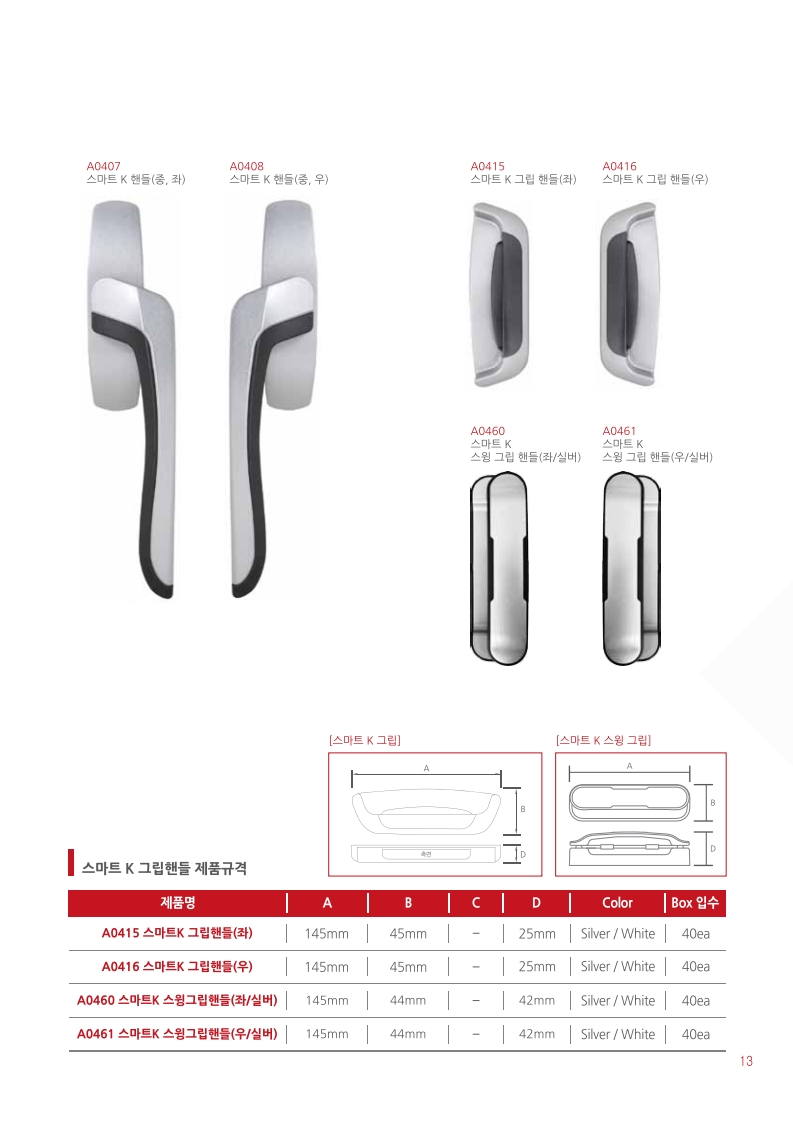 A0407
스마트 K 핸들(중, 좌)
A0408
스마트 K 핸들(중, 우)
A0415
스마트 K 그립 핸들(좌)
A0416
스마트 K 그립 핸들(우)
A0460
스마트 K
스윙 그립 핸들(좌/실버)
A0461
스마트 K
스윙 그립 핸들(우/실버)
[스마트 K 그립]
A
B
측면
D
[스마트 K 스윙 그립]
A
B
D
스마트 K 그립핸들 제품규격
제품명 A B C D Color Box 입수
A0415 스마트K 그립핸들(좌) 145mm 45mm – 25mm Silver / White 40ea
A0416 스마트K 그립핸들(우) 145mm 45mm – 25mm Silver / White 40ea
A0460 스마트K 스윙그립핸들(좌/실버) 145mm 44mm – 42mm Silver / White 40ea
A0461 스마트K 스윙그립핸들(우/실버) 145mm 44mm – 42mm Silver / White 40ea
13